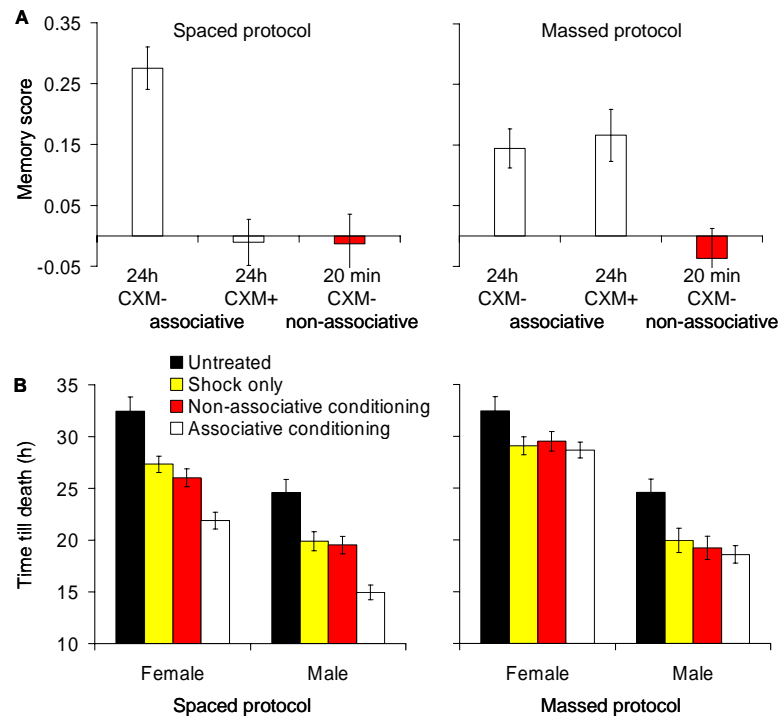 A
Spaced protocol
Massed protocol
Memory score
0.35
0.25
0.15
0.05
-0.05
24h
CXM-
24h
CXM+
20 min
CXM-
associative
non-associative
24h
CXM-
24h
CXM+
20 min
CXM-
associative
non-associative
B
Untreated
Shock only
Non-associative conditioning
Associative conditioning
Time till death (h)
35
30
25
20
15
10
Female
Male
Female
Male
Spaced protocol
Massed protocol